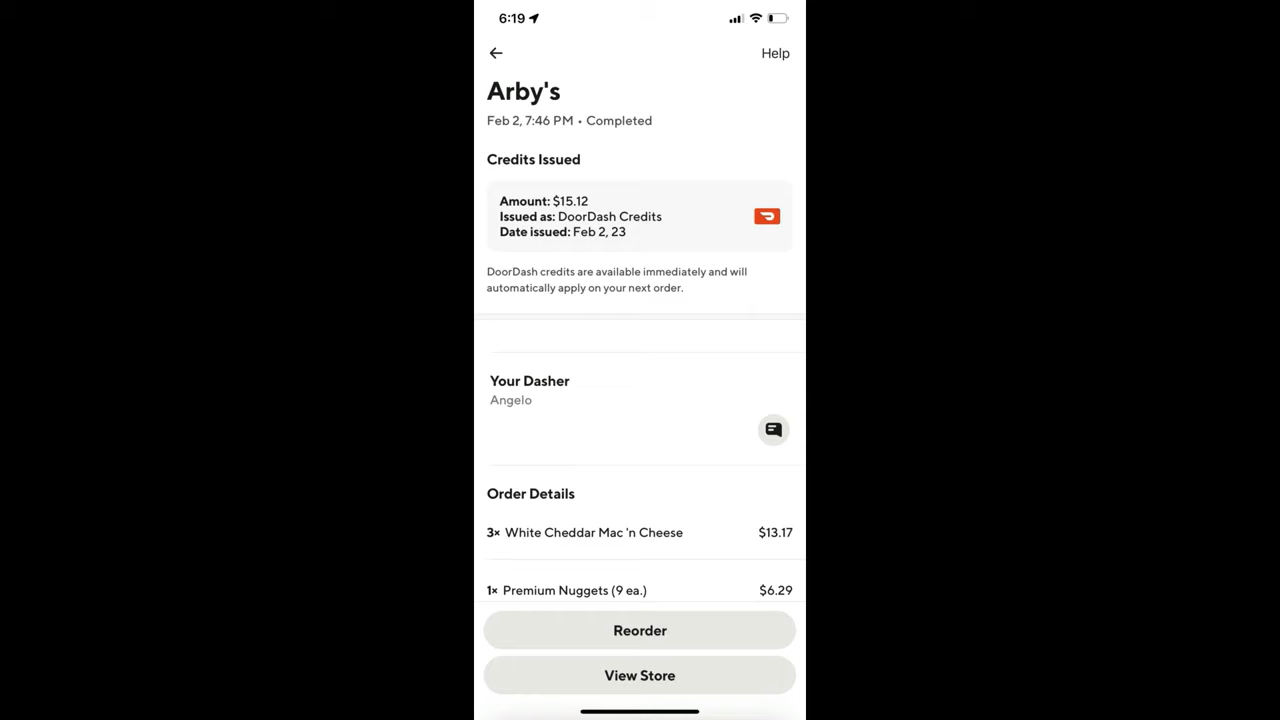 6:19
Help
Arby's
Feb 2, 7:46 PM • Completed
Credits Issued
Amount: $15.12
Issued as: DoorDash Credits
Date issued: Feb 2, 23
DoorDash credits are available immediately and will
automatically apply on your next order.
Your Dasher
Angelo
Order Details
3× White Cheddar Mac 'n Cheese $13.17
1× Premium Nuggets (9 ea.) $6.29
Reorder
View Store